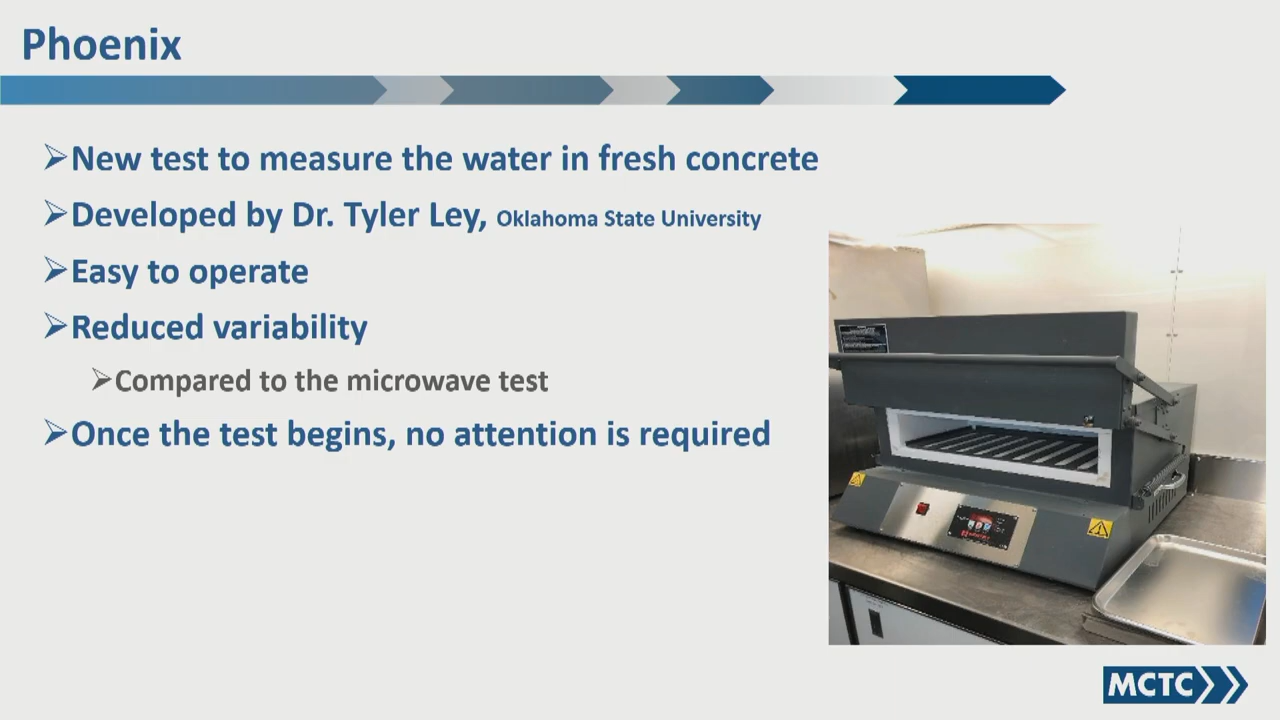 Phoenix
New test to measure the water in fresh concrete
Developed by Dr. Tyler Ley, Oklahoma State University
Easy to operate
Reduced variability
Compared to the microwave test
Once the test begins, no attention is required
MCTC